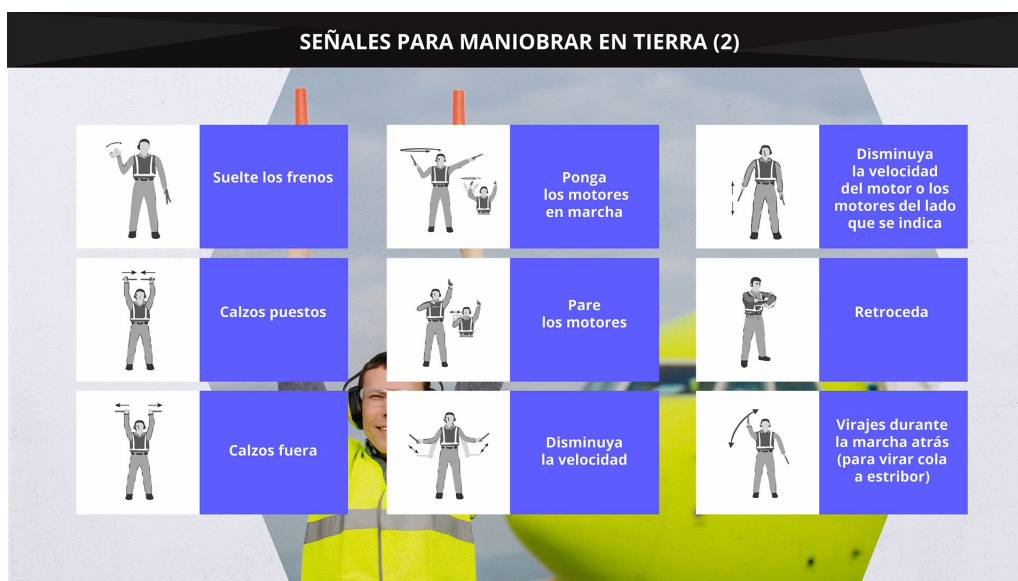 SEÑALES PARA MANIOBRAR EN TIERRA (2)
Suelte los frenos
Ponga
los motores
en marcha
Disminuya
la velocidad
del motor o los
motores del lado
que se indica
Calzos puestos
Pare
los motores
Retroceda
Calzos fuera
Disminuya
la velocidad
Virajes durante
la marcha atrás
(para virar cola
a estribor)